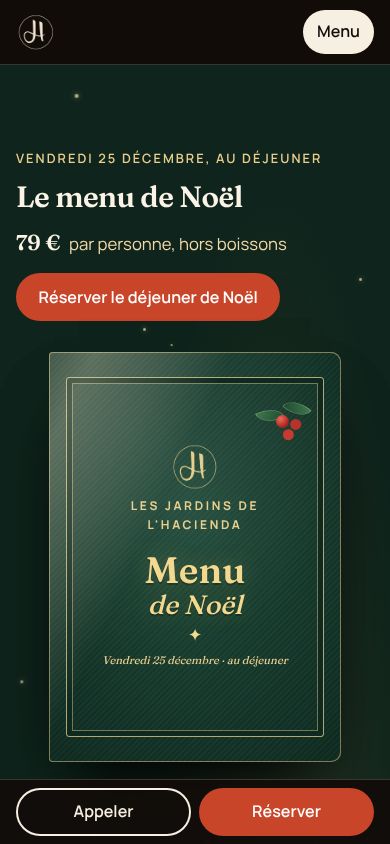 H
Menu
VENDREDI 25 DÉCEMBRE, AU DÉJEUNER
Le menu de Noël
79 € par personne, hors boissons
Réserver le déjeuner de Noël
H
LES JARDINS DE
L'HACIENDA
Menu
de Noël
Vendredi 25 décembre · au déjeuner
Appeler
Réserver